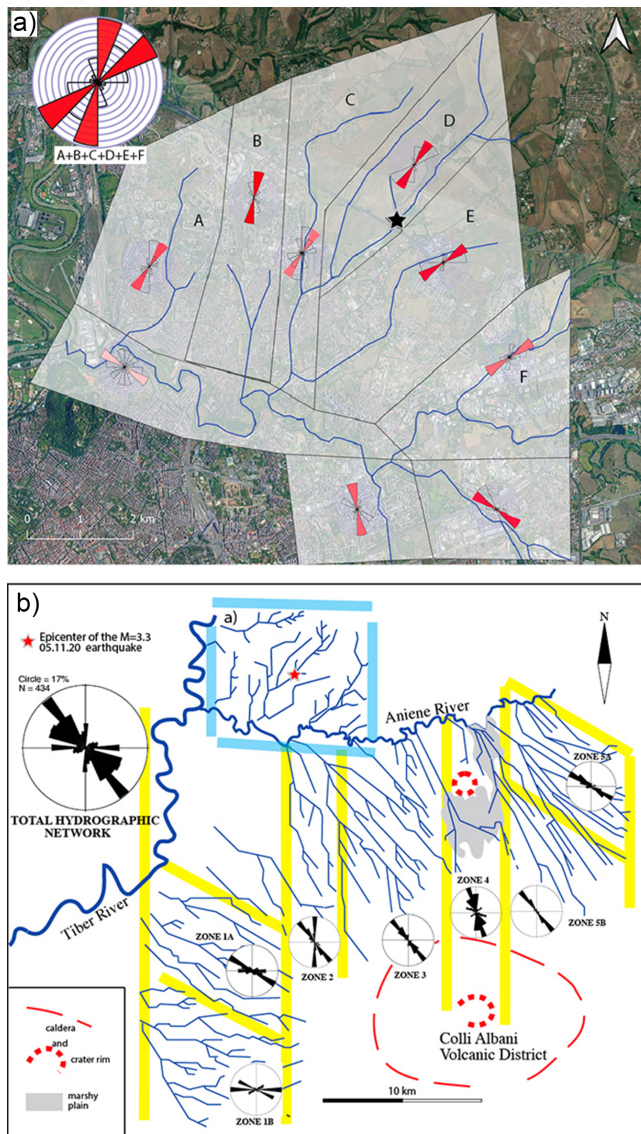 a)
A+B+C+D+E+F
A
B
C
D
E
F
0 1 2 km
b)
a)
Epicenter of the M=3.3
05.11.20 earthquake
Circle = 17%
N = 434
N
Aniene River
TOTAL HYDROGRAPHIC
NETWORK
ZONE 5A
Tiber River
ZONE 1A
ZONE 2
ZONE 3
ZONE 4
ZONE 5B
caldera
and
crater rim
marshy
plain
Colli Albani
Volcanic District
10 km
ZONE 1B